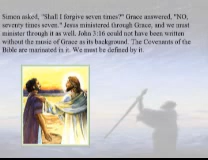 Simon asked, "Shall I forgive seven times?" Grace answered, "NO,
seventy times seven." Jesus ministered through Grace, and we must
minister through it as well. John 3:16 could not have been written
without the music of Grace as its background. The Covenants of the
Bible are marinated in it. We must be defined by it.